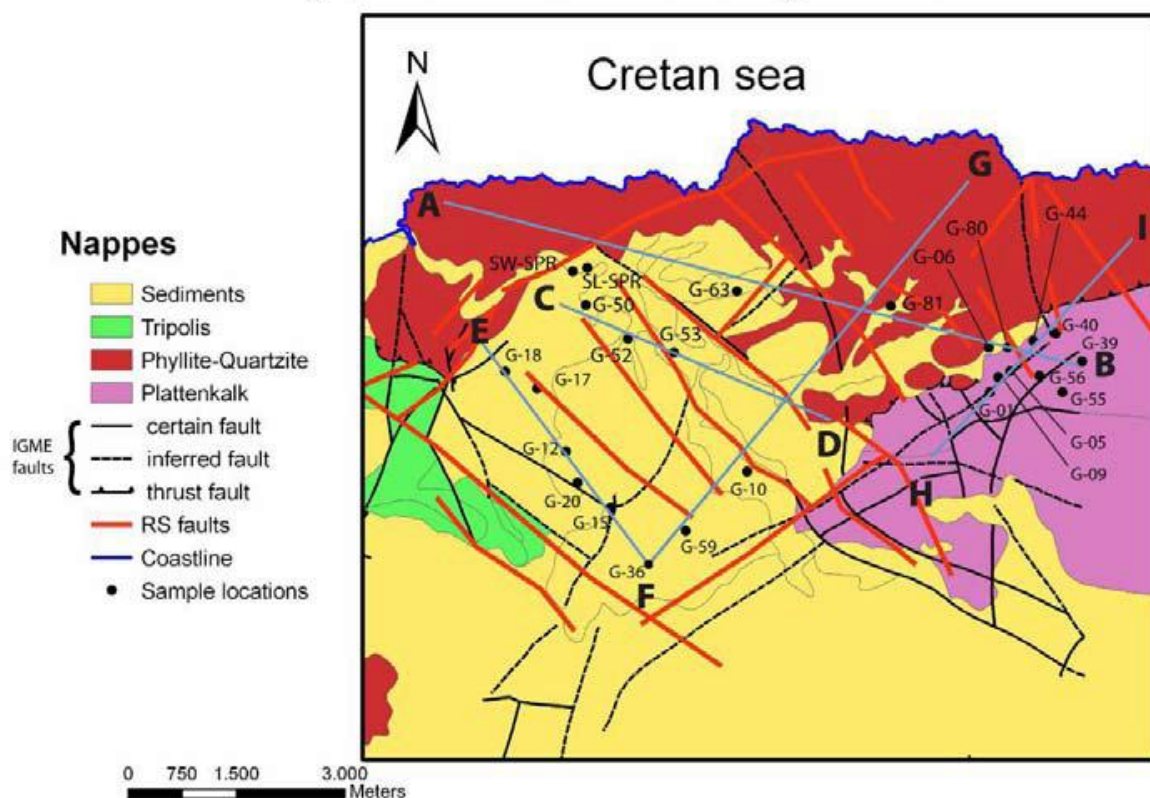 N
Cretan sea
Nappes
Sediments
Tripolis
Phyllite-Quartzite
Plattenkalk
IGME
faults
certain fault
inferred fault
thrust fault
RS faults
Coastline
Sample locations
0 750 1.500 3.000
Meters
A
G
G-44
G-80
I
G-06
SW-SPR
SL-SPR
G-63
C
G-50
G-81
E
G-40
G-52
G-53
G-39
G-18
B
G-17
G-56
G-55
G-01
G-05
G-12
D
G-09
G-20
G-10
H
G-15
G-59
G-36
F